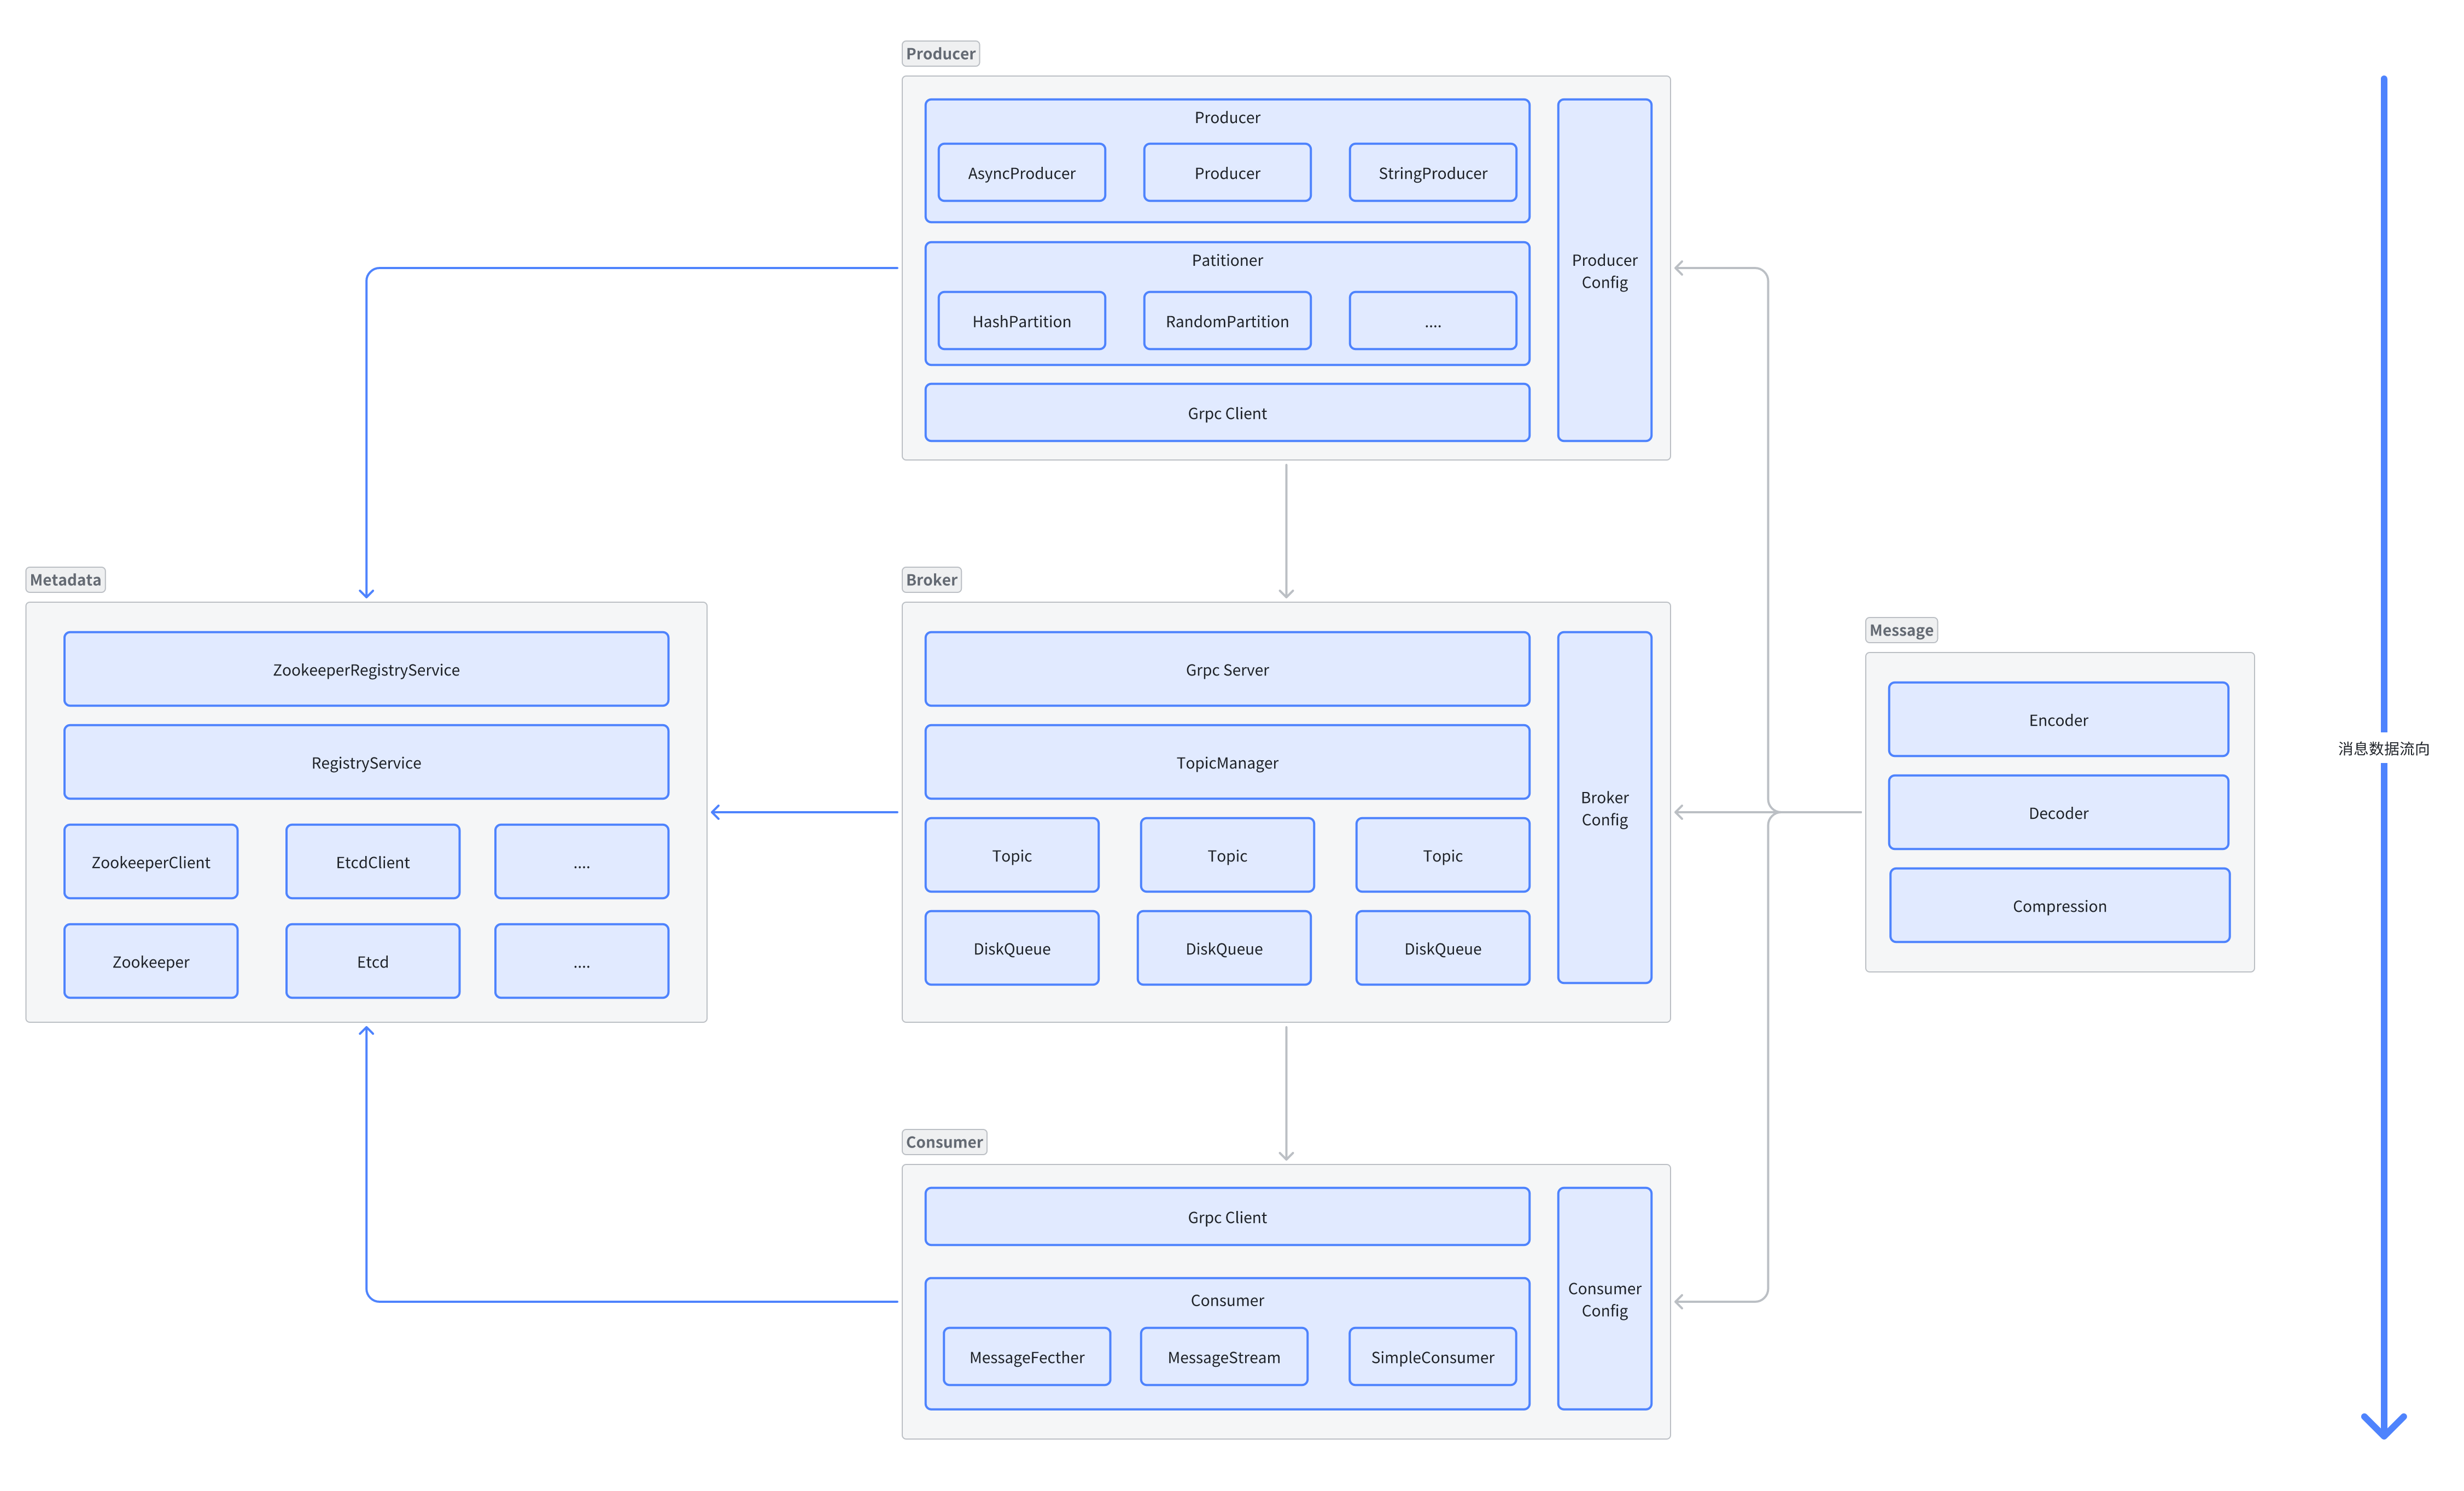 Producer
Producer
AsyncProducer
Producer
StringProducer
Patitioner
HashPartition
RandomPartition
....
Grpc Client
Producer
Config
Metadata
ZookeeperRegistryService
RegistryService
ZookeeperClient
EtcdClient
....
Zookeeper
Etcd
....
Broker
Grpc Server
TopicManager
Topic
Topic
Topic
DiskQueue
DiskQueue
DiskQueue
Broker
Config
Message
Encoder
Decoder
Compression
消息数据流向
Consumer
Grpc Client
Consumer
MessageFecther
MessageStream
SimpleConsumer
Consumer
Config